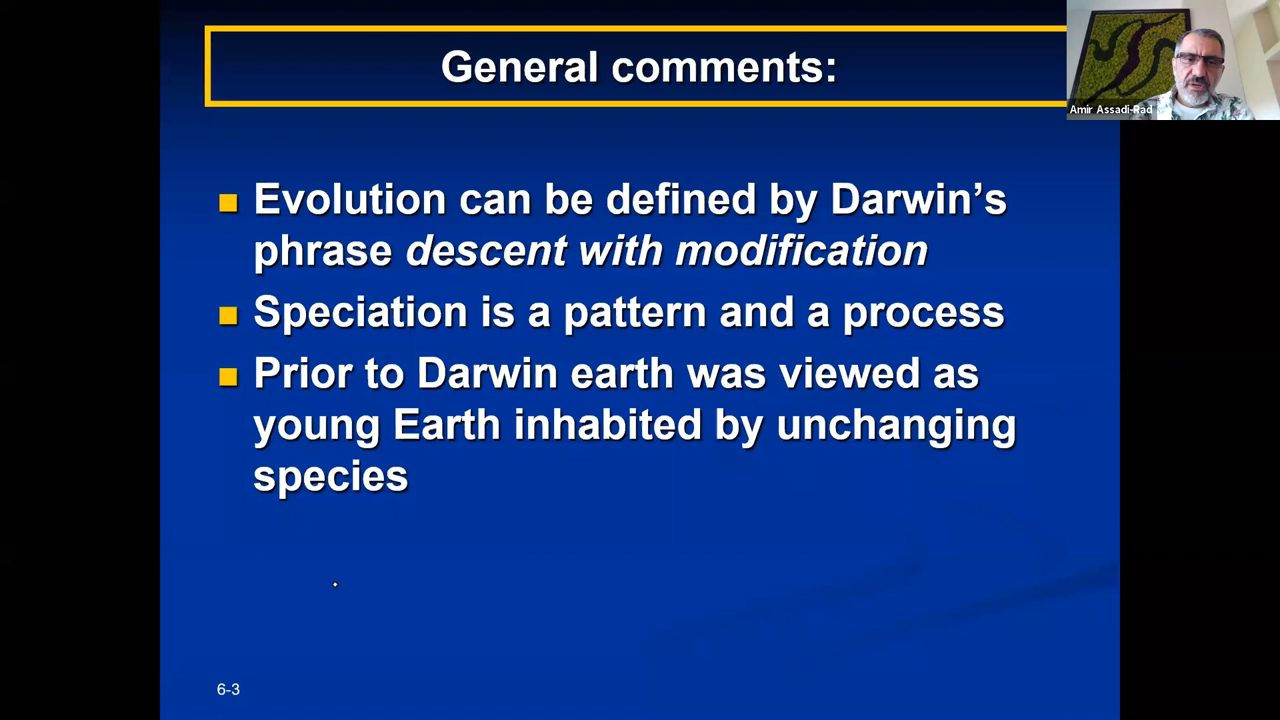 General comments:
Amir Assadi-Rad
Evolution can be defined by Darwin’s
phrase descent with modification
Speciation is a pattern and a process
Prior to Darwin earth was viewed as
young Earth inhabited by unchanging
species
6-3